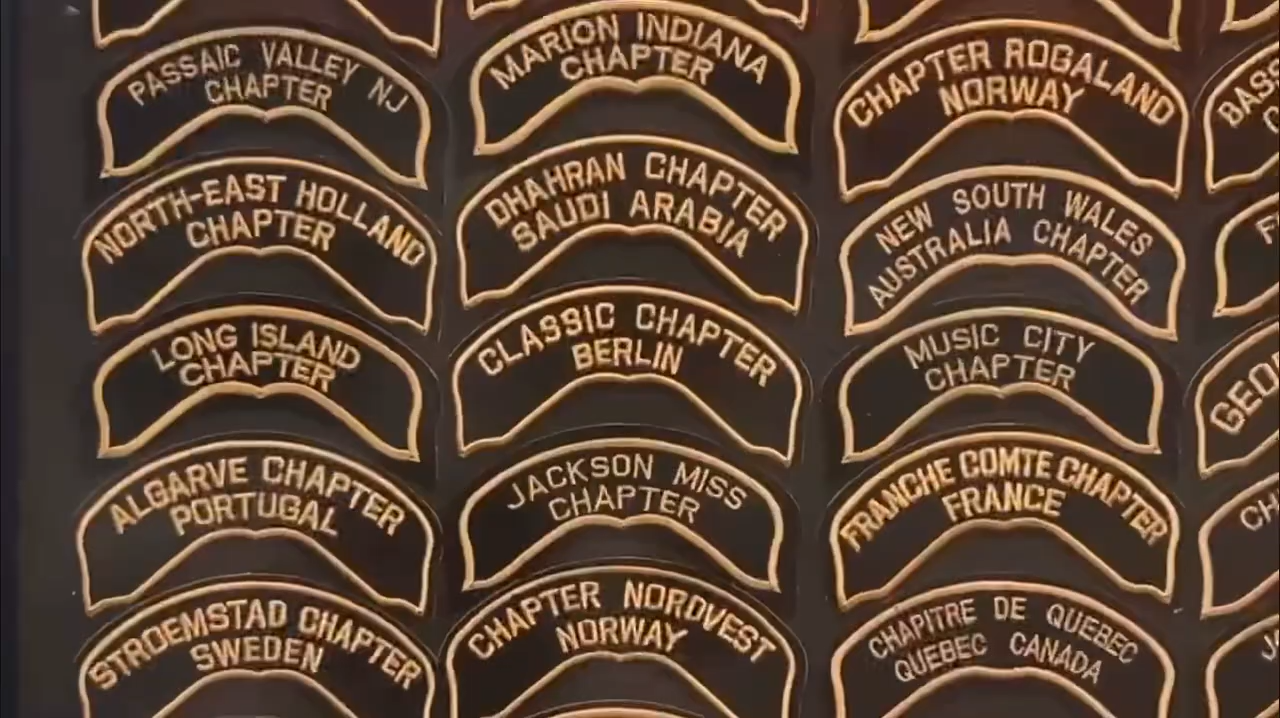 PASSAIC VALLEY NJ
CHAPTER
MARION INDIANA
CHAPTER
CHAPTER ROGALAND
NORWAY
NORTH-EAST HOLLAND
CHAPTER
DHAHRAN CHAPTER
SAUDI ARABIA
NEW SOUTH WALES
AUSTRALIA CHAPTER
LONG ISLAND
CHAPTER
CLASSIC CHAPTER
BERLIN
MUSIC CITY
CHAPTER
ALGARVE CHAPTER
PORTUGAL
JACKSON MISS
CHAPTER
FRANCHE COMTE CHAPTER
FRANCE
STROEMSTAD CHAPTER
SWEDEN
CHAPTER NORDVEST
NORWAY
CHAPITRE DE QUEBEC
QUEBEC CANADA